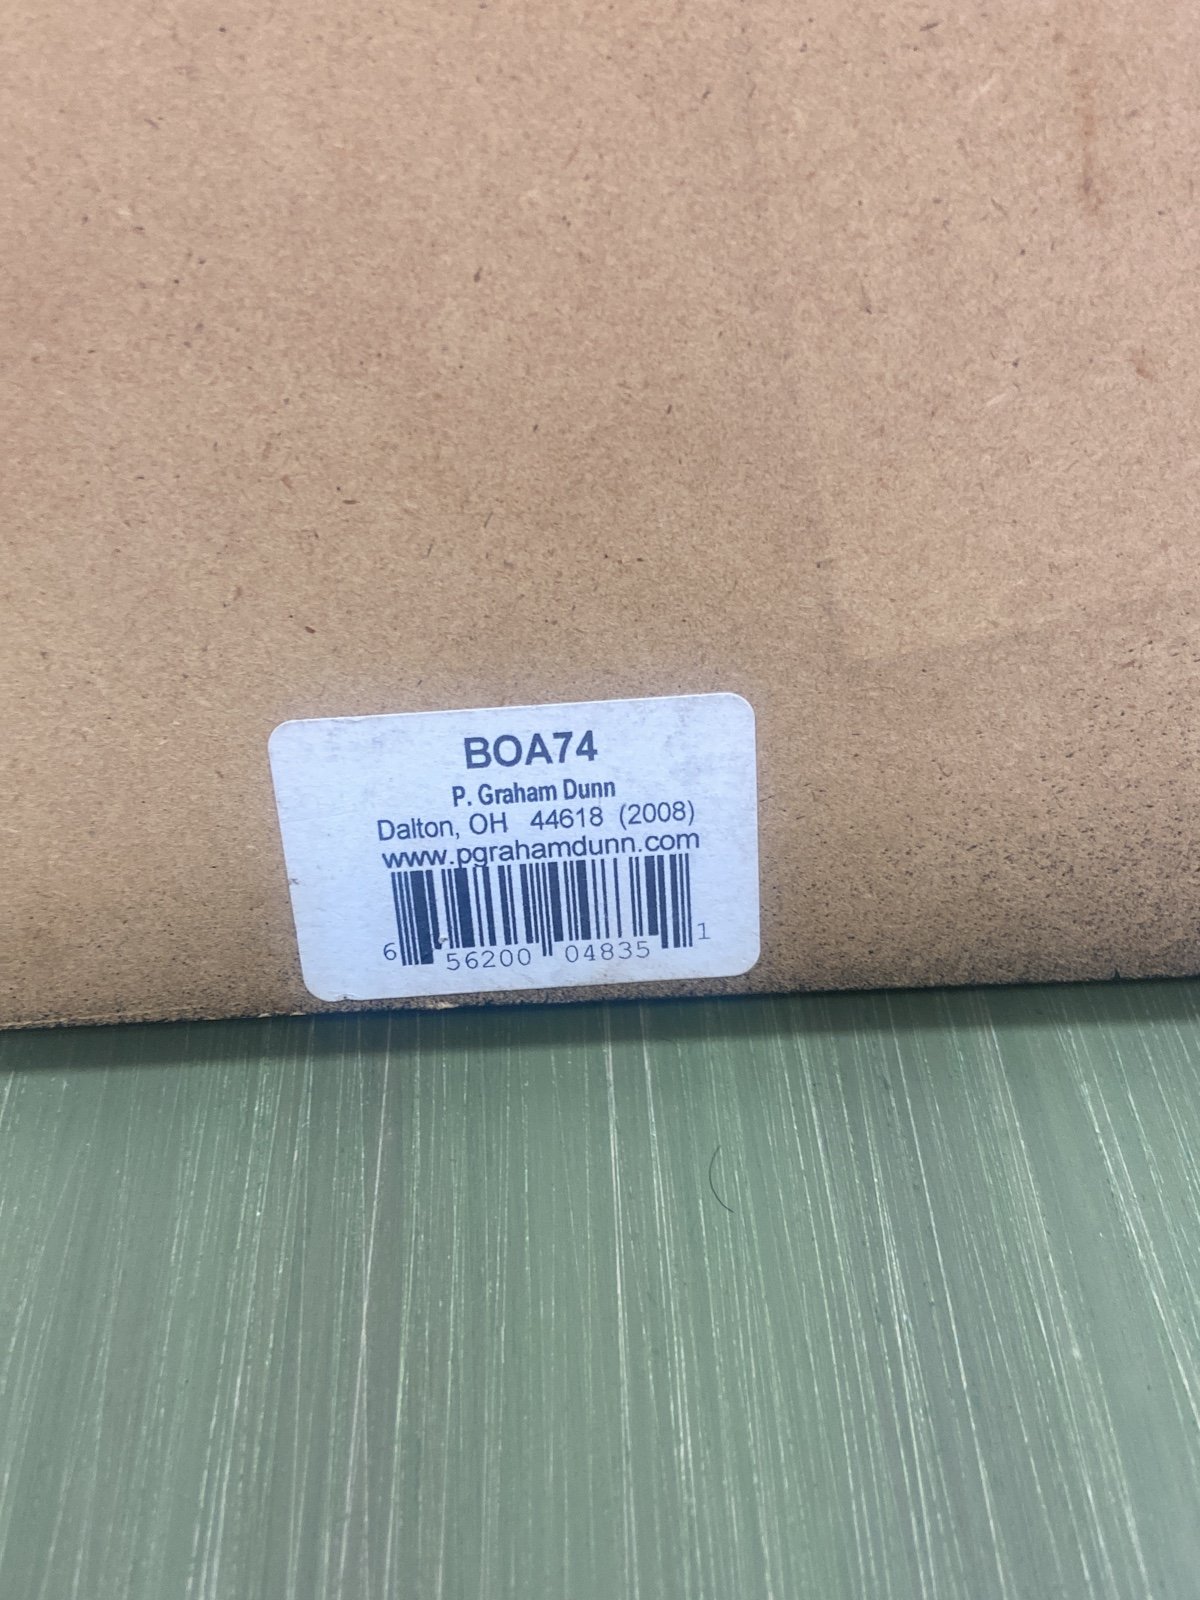 BOA74
P. Graham Dunn
Dalton, OH 44618 (2008)
www.pgrahamdunn.com
6 56200 04835 1